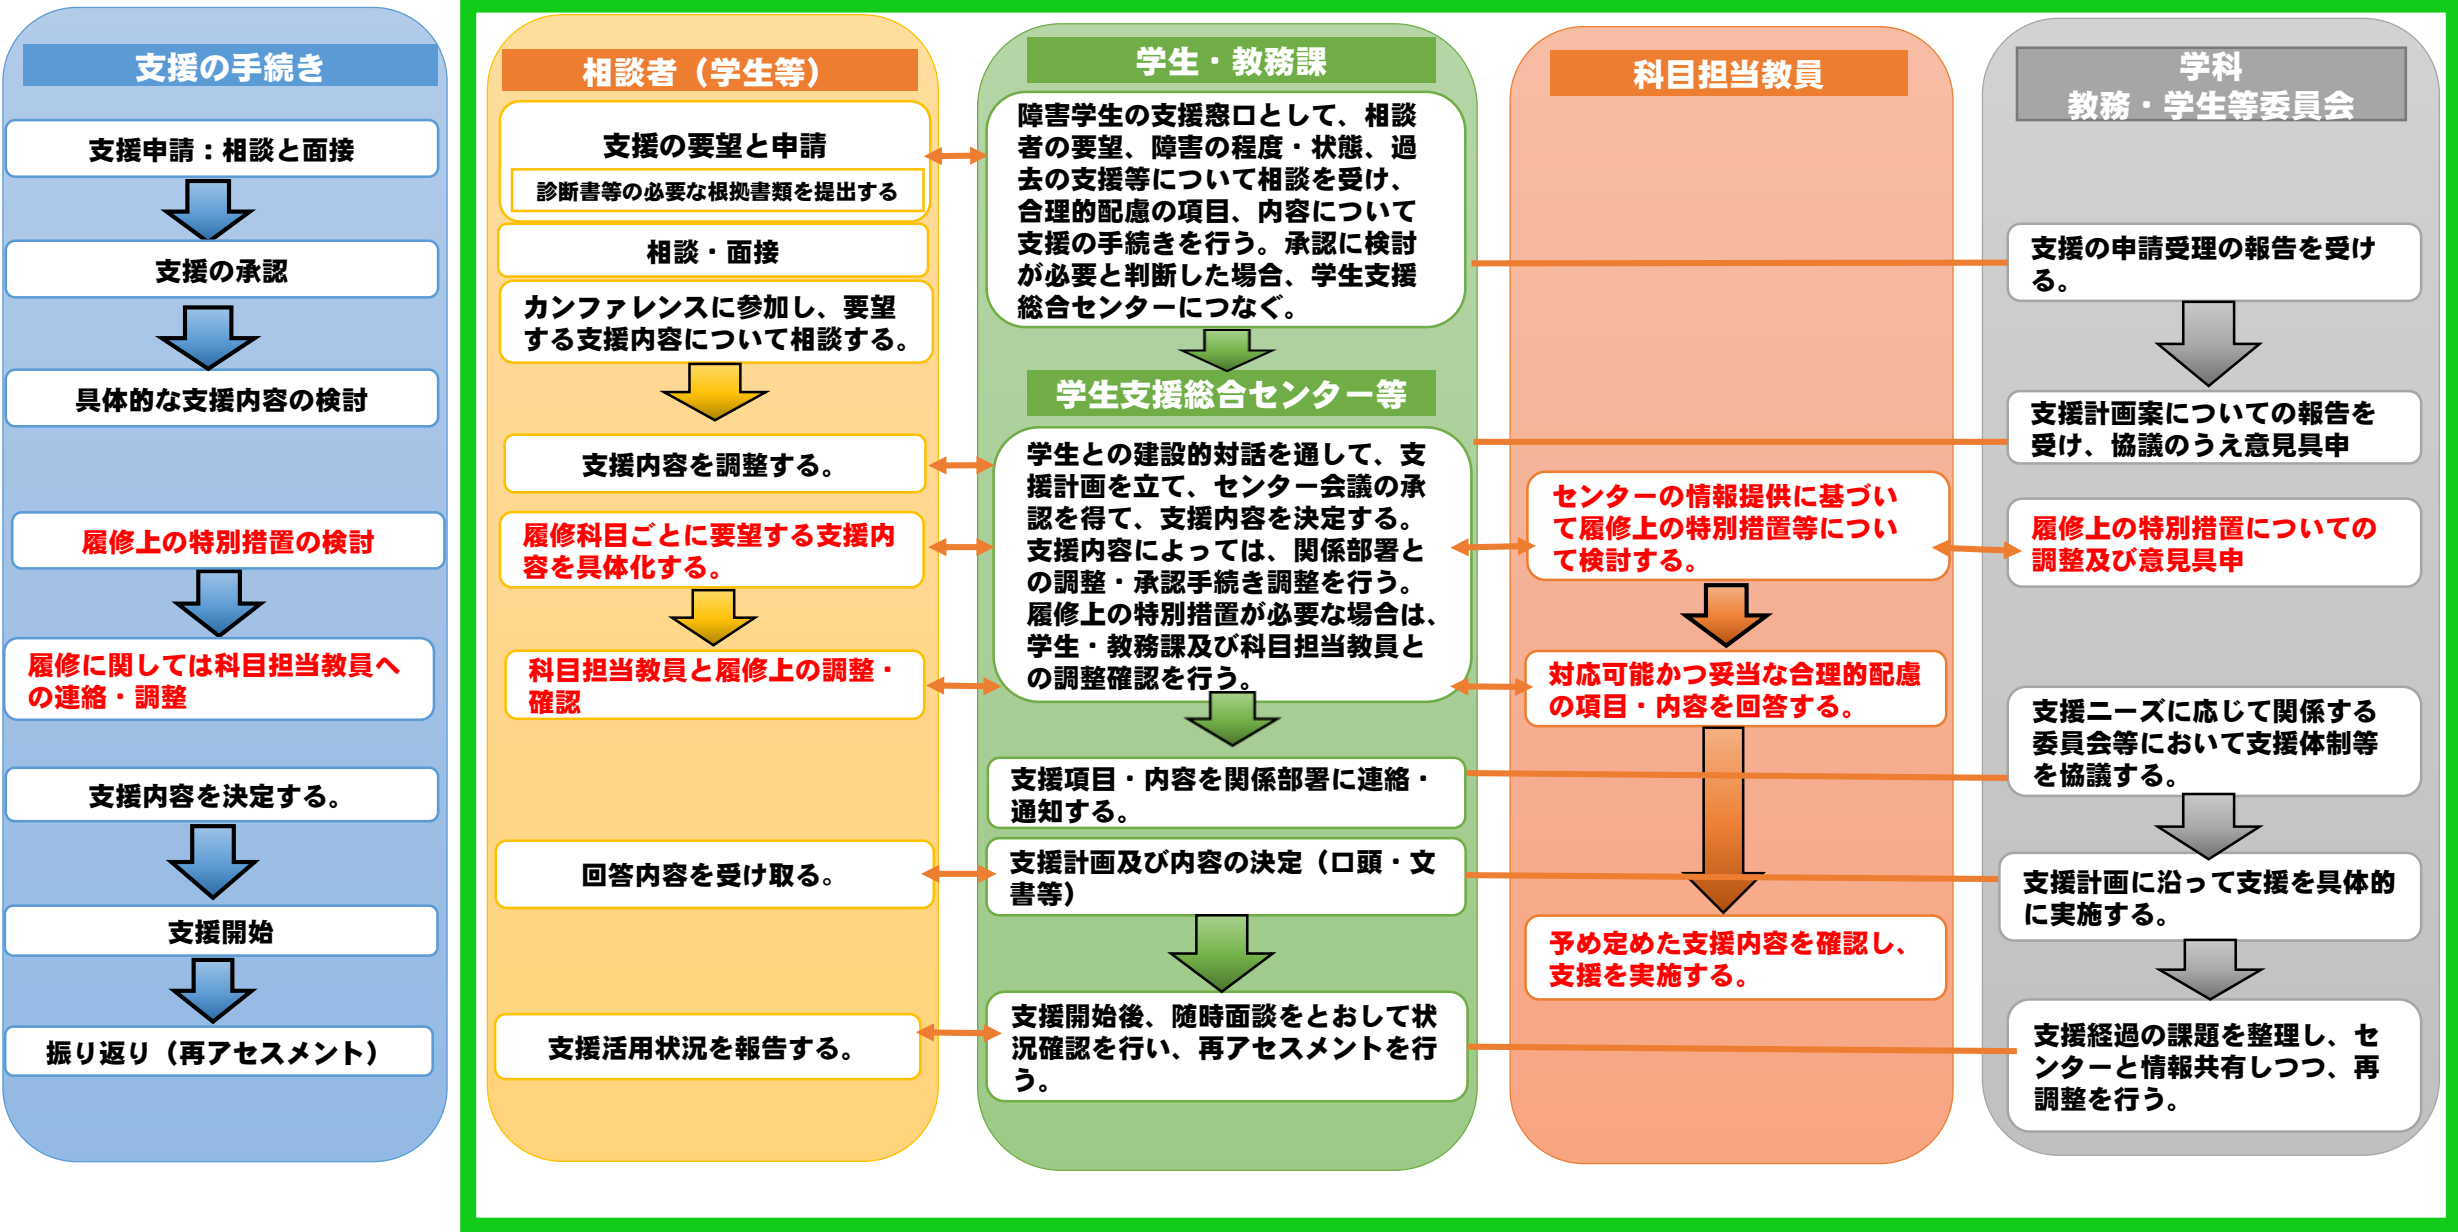 支援の手続き
支援申請：相談と面接
支援の承認
具体的な支援内容の検討
履修上の特別措置の検討
履修に関しては科目担当教員へ
の連絡・調整
支援内容を決定する。
支援開始
振り返り（再アセスメント）
相談者（学生等）
支援の要望と申請
診断書等の必要な根拠書類を提出する
相談・面接
カンファレンスに参加し、要望
する支援内容について相談する。
支援内容を調整する。
履修科目ごとに要望する支援内
容を具体化する。
科目担当教員と履修上の調整・
確認
回答内容を受け取る。
支援活用状況を報告する。
学生・教務課
障害学生の支援窓口として、相談
者の要望、障害の程度・状態、過
去の支援等について相談を受け、
合理的配慮の項目、内容について
支援の手続きを行う。承認に検討
が必要と判断した場合、学生支援
総合センターにつなぐ。
学生支援総合センター等
学生との建設的対話を通して、支
援計画を立て、センター会議の承
認を得て、支援内容を決定する。
支援内容によっては、関係部署と
の調整・承認手続き調整を行う。
履修上の特別措置が必要な場合は、
学生・教務課及び科目担当教員と
の調整確認を行う。
支援項目・内容を関係部署に連絡・
通知する。
支援計画及び内容の決定（口頭・文
書等）
支援開始後、随時面談をとおして状
況確認を行い、再アセスメントを行
う。
科目担当教員
センターの情報提供に基づい
て履修上の特別措置等につい
て検討する。
対応可能かつ妥当な合理的配慮
の項目・内容を回答する。
予め定めた支援内容を確認し、
支援を実施する。
学科
教務・学生等委員会
支援の申請受理の報告を受け
る。
支援計画案についての報告を
受け、協議のうえ意見具申
履修上の特別措置についての
調整及び意見具申
支援ニーズに応じて関係する
委員会等において支援体制等
を協議する。
支援計画に沿って支援を具体的
に実施する。
支援経過の課題を整理し、セ
ンターと情報共有しつつ、再
調整を行う。